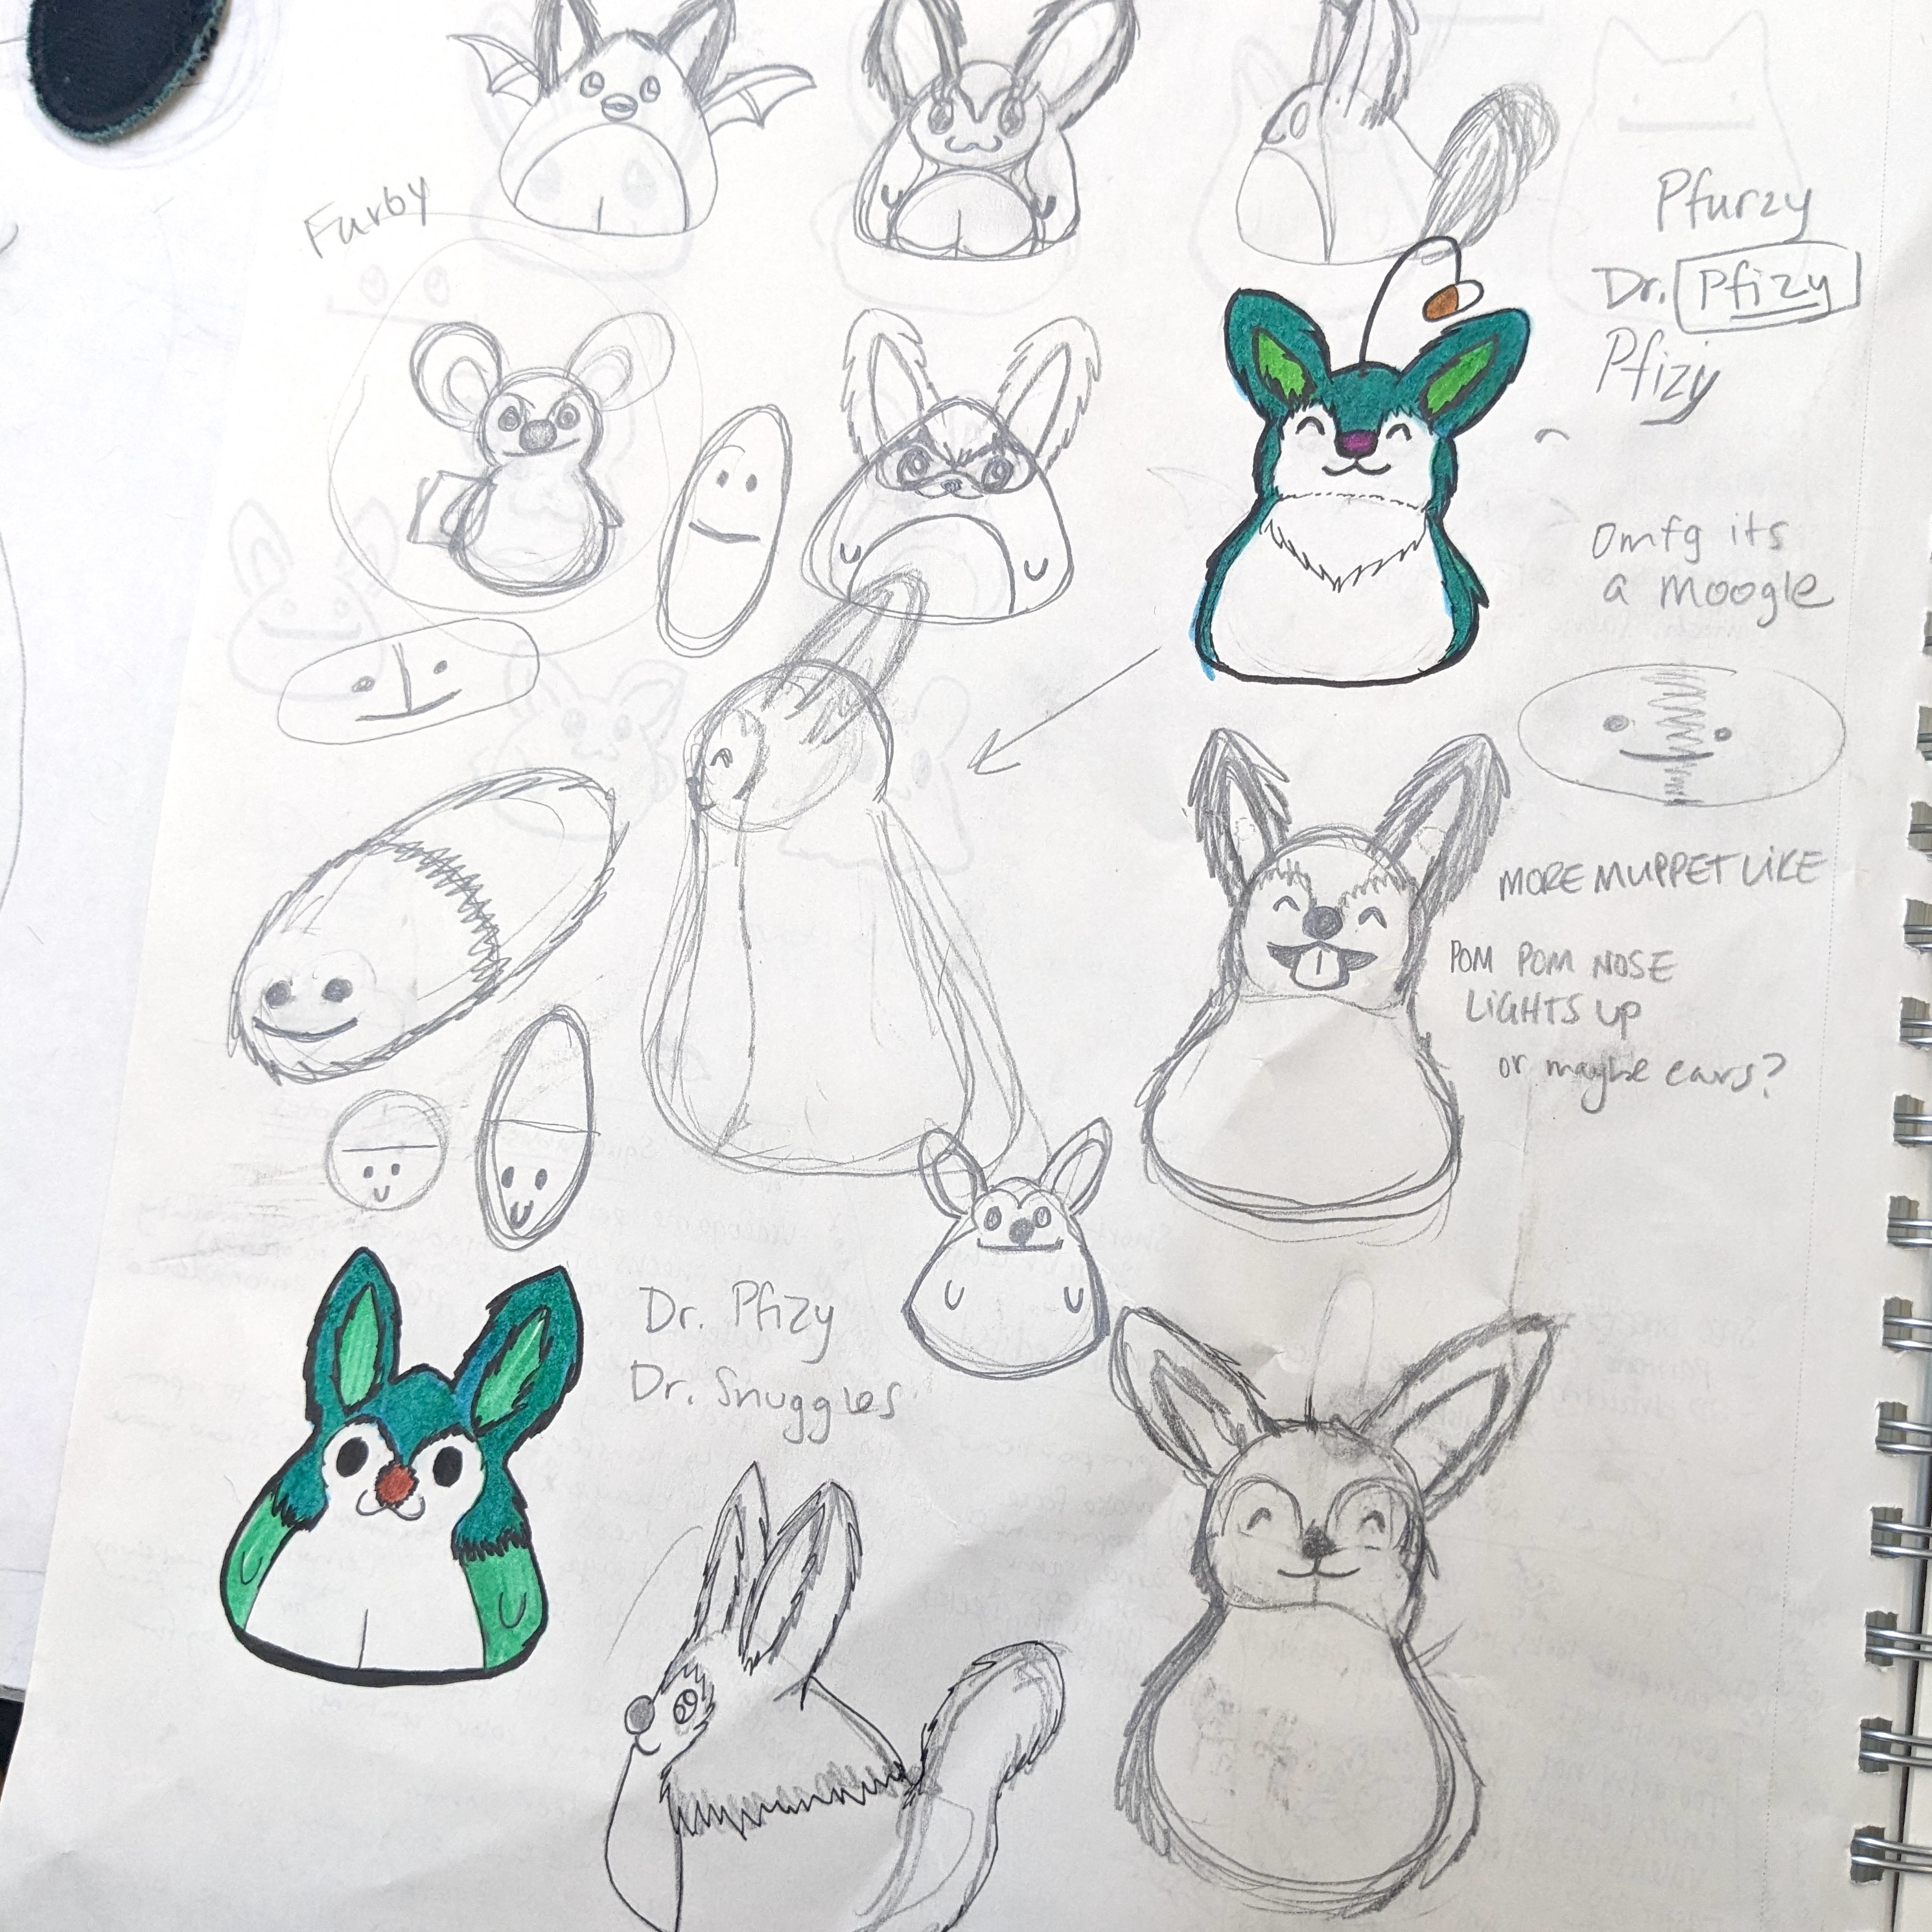 Furby
Pfurzy
Dr. Pfizy
Pfizy
Omfg its
a moogle
MORE MUPPET LIKE
POM POM NOSE
LIGHTS UP
or maybe ears?
Dr. Pfizy
Dr. Snuggles